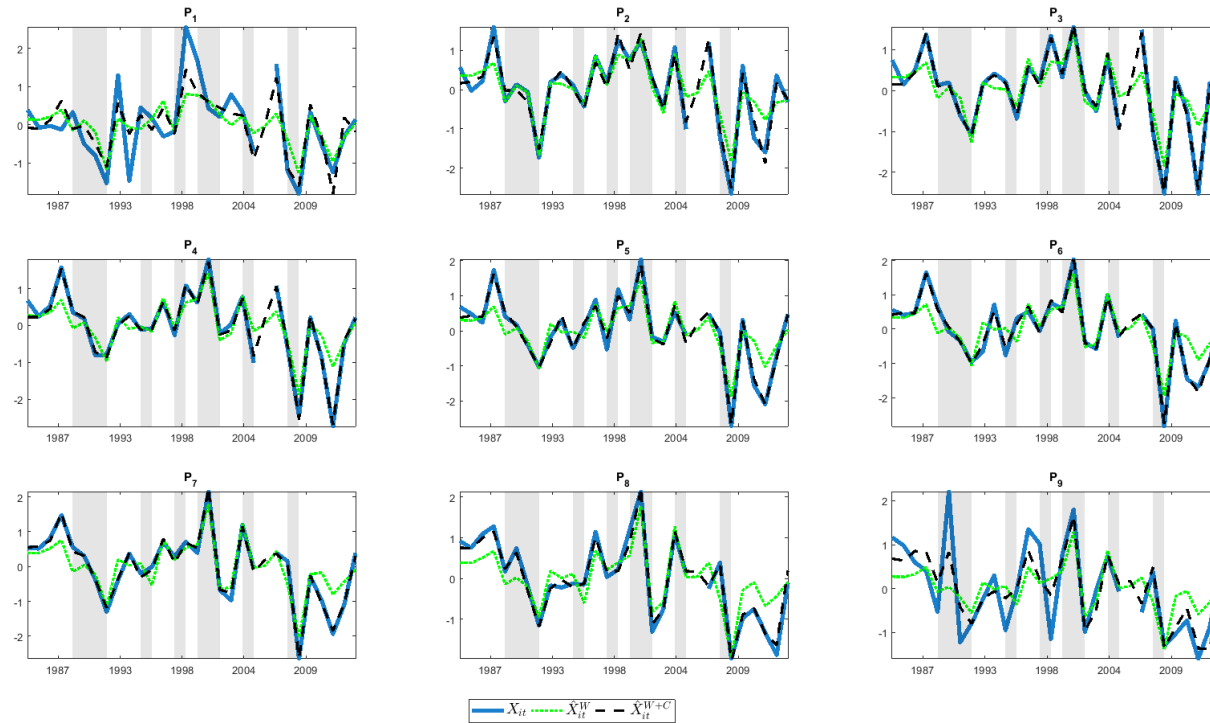 P1 P2 P3
1 0 -1
1 0 -1 -2
1 0 -1 -2
1987 1993 1998 2004 2009 1987 1993 1998 2004 2009 1987 1993 1998 2004 2009
P4 P5 P6
1 0 -1 -2
2 1 0 -1 -2
2 1 0 -1 -2
1987 1993 1998 2004 2009 1987 1993 1998 2004 2009 1987 1993 1998 2004 2009
P7 P8 P9
2 1 0 -1 -2
2 1 0 -1
2 1 0 -1
1987 1993 1998 2004 2009 1987 1993 1998 2004 2009 1987 1993 1998 2004 2009
X_{it} X̂_{it}^{W} X̂_{it}^{W+C}